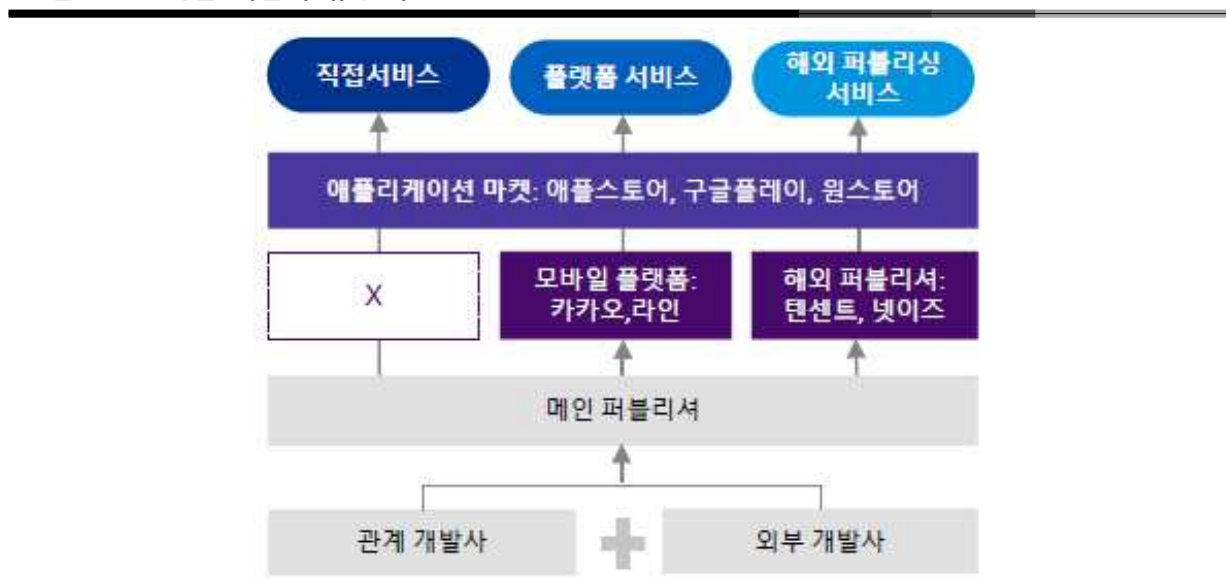 직접서비스
플랫폼 서비스
해외 퍼블리싱
서비스
애플리케이션 마켓: 애플스토어, 구글플레이, 원스토어
X
모바일 플랫폼:
카카오,라인
해외 퍼블리셔:
텐센트, 넷이즈
메인 퍼블리셔
관계 개발사
외부 개발사